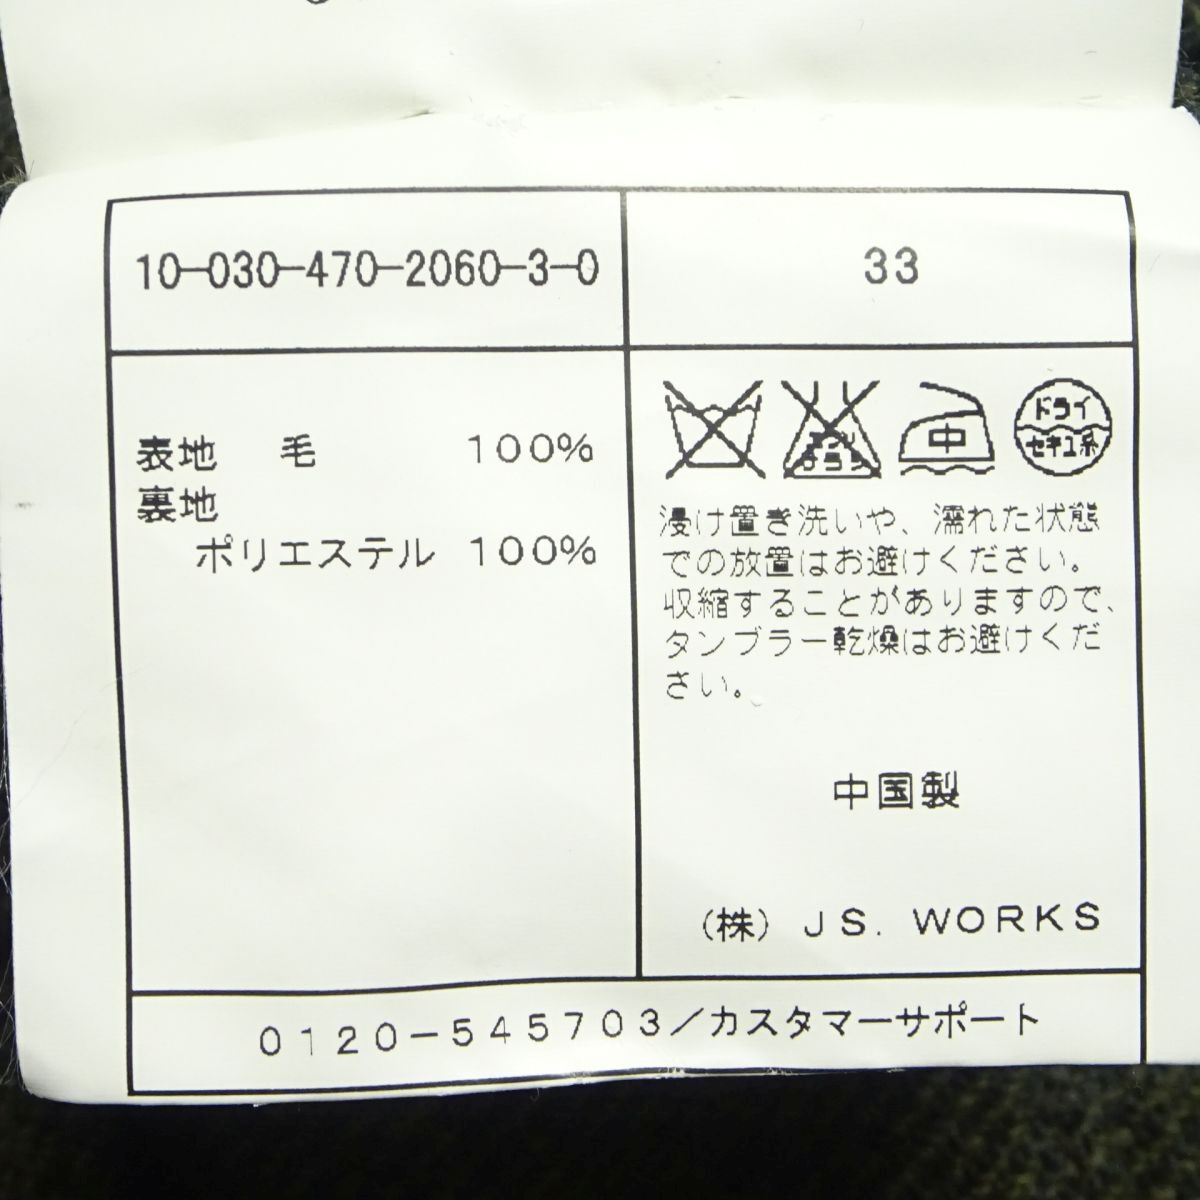 10-030-470-2060-3-0
33
表地 毛 100%
裏地
ポリエステル 100%
中
ドライ
セキユ系
浸け置き洗いや、濡れた状態
での放置はお避けください。
収縮することがありますので、
タンブラー乾燥はお避けくだ
さい。
中国製
(株) JS. WORKS
0120-545703/カスタマーサポート